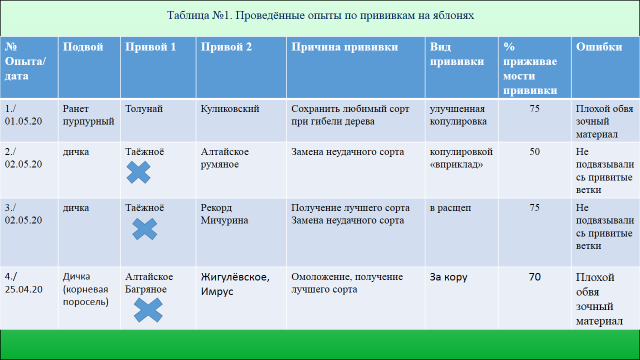 Таблица №1. Проведённые опыты по прививкам на яблонях
№ Опыта/ дата	Подвой	Привой 1	Привой 2	Причина прививки	Вид прививки	% приживае мости прививки	Ошибки
1./ 01.05.20	Ранет пурпурный	Толунай	Куликовский	Сохранить любимый сорт при гибели дерева	улучшенная копулировка	75	Плохой обвя зочный материал
2./ 02.05.20	дичка	Таёжноё	Алтайское румяное	Замена неудачного сорта	копулировкой «вприклад»	50	Не подвязывали сь привитые ветки
3./ 02.05.20	дичка	Таёжноё	Рекорд Мичурина	Получение лучшего сорта Замена неудачного сорта	в расщеп	75	Не подвязывали сь привитые ветки
4./ 25.04.20	Дичка (корневая поросель)	Алтайское Багряное	Жигулёвское, Имрус	Омоложение, получение лучшего сорта	За кору	70	Плохой обвя зочный материал